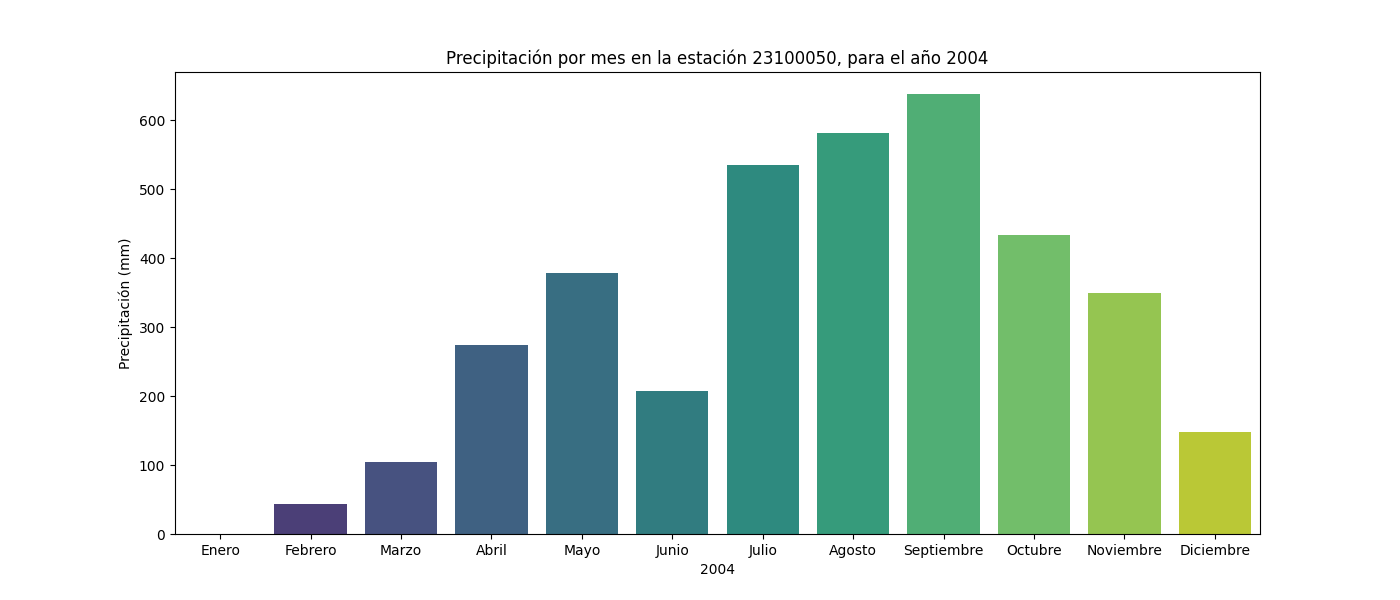 Precipitación por mes en la estación 23100050, para el año 2004
Precipitación (mm)
600
500
400
300
200
100
0
Enero Febrero Marzo Abril Mayo Junio Julio Agosto Septiembre Octubre Noviembre Diciembre
2004